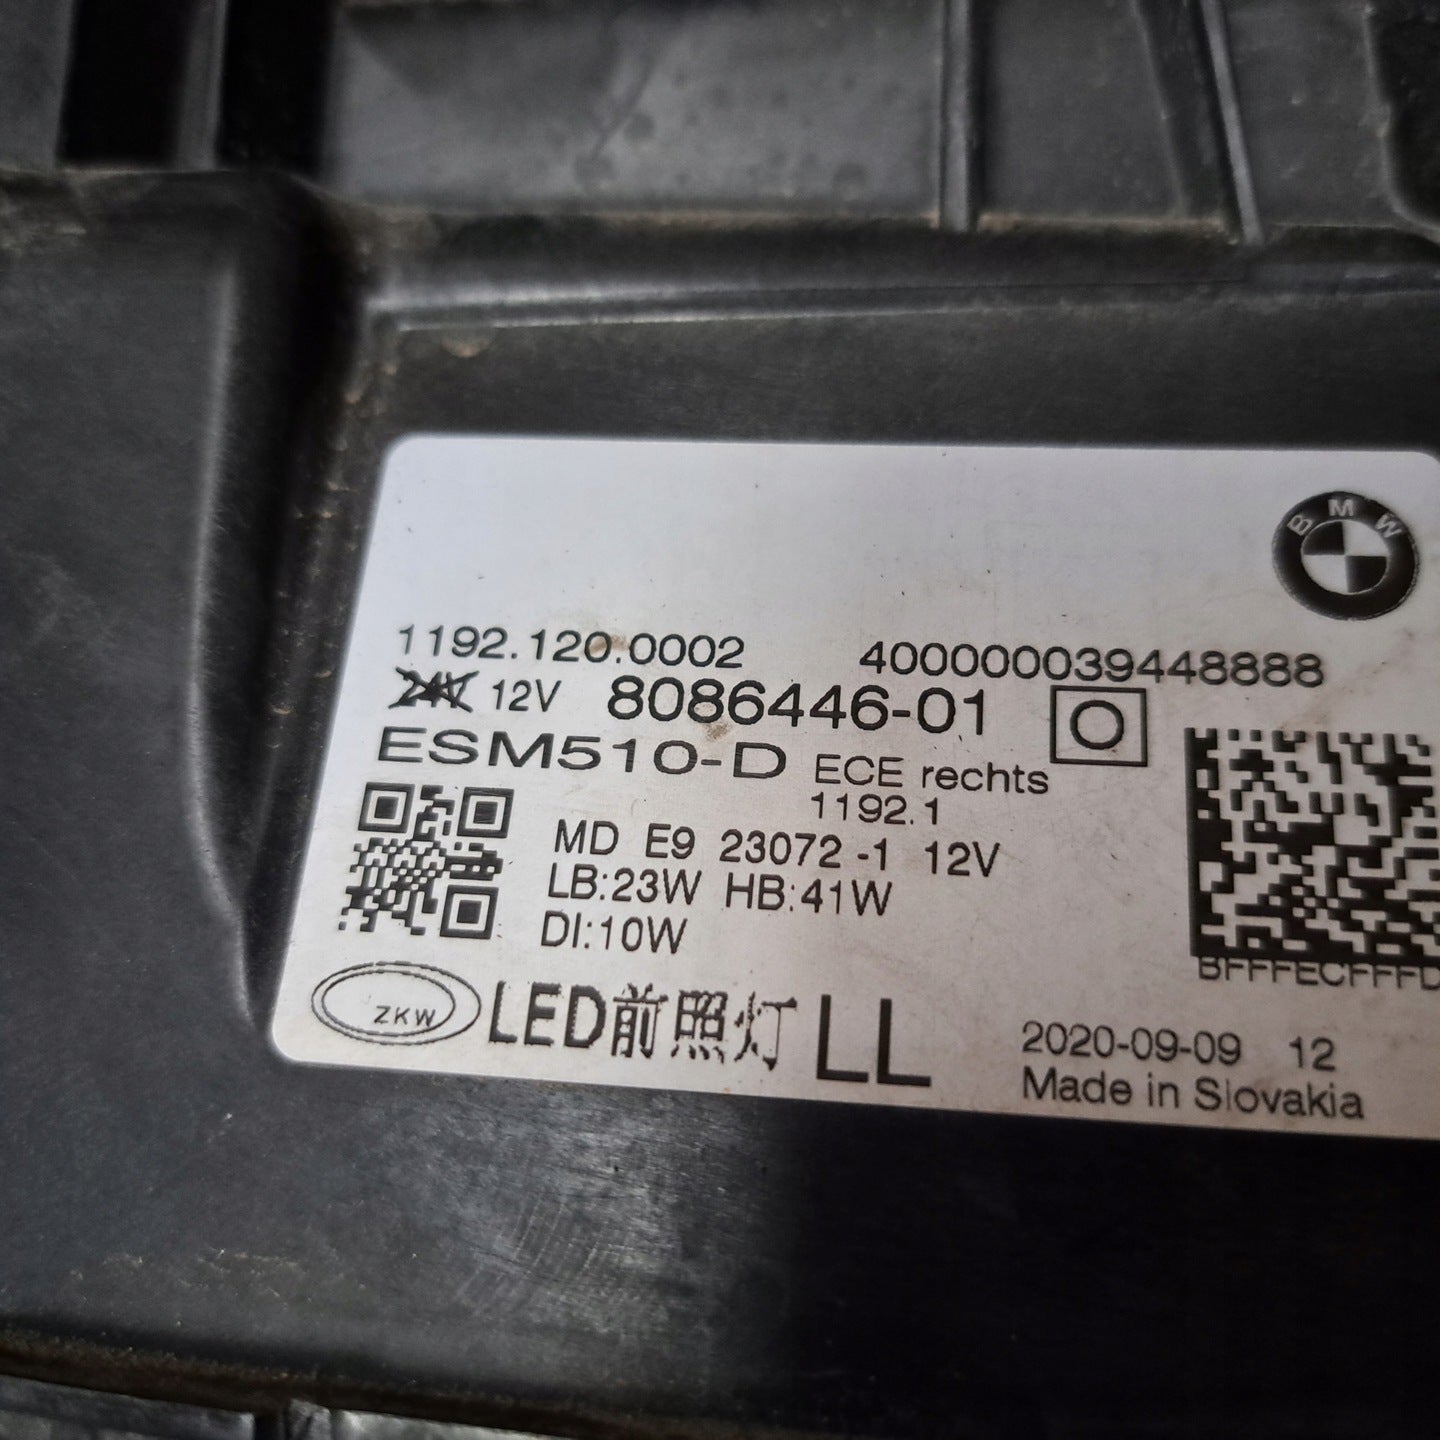 BMW
1192.120.0002 400000039448888
24V 12V 8086446-01
ESM510-D ECE rechts
1192.1
MD E9 23072-1 12V
LB:23W HB:41W
DI:10W
BFFFECFFFD
ZKW LED前照灯 LL
2020-09-09 12
Made in Slovakia